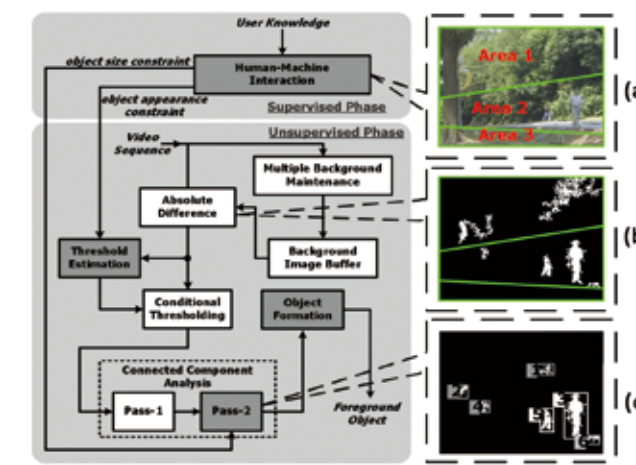 User Knowledge
object size constraint
Human-Machine
Interaction
object appearance
constraint
Supervised Phase
Unsupervised Phase
Video
Sequence
Multiple Background
Maintenance
Absolute
Difference
Threshold
Estimation
Background
Image Buffer
Conditional
Thresholding
Object
Formation
Connected Component
Analysis
Pass-1
Pass-2
Foreground
Object
Area 1
Area 2
Area 3
(a
(b
(c